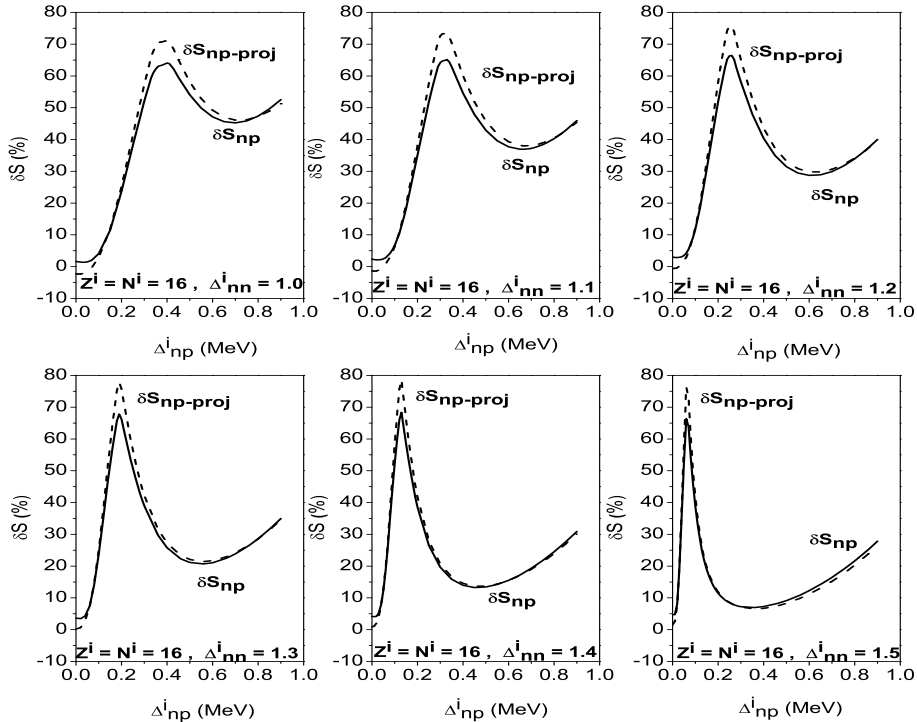 80
70
60
50
40
30
20
10
0
-10
δS (%)
δSnp-proj
δSnp
Zi = Ni = 16 , Δinn = 1.0
0.0 0.2 0.4 0.6 0.8 1.0
Δinp (MeV)
80
70
60
50
40
30
20
10
0
-10
δS (%)
δSnp-proj
δSnp
Zi = Ni = 16 , Δinn = 1.1
0.0 0.2 0.4 0.6 0.8 1.0
Δinp (MeV)
80
70
60
50
40
30
20
10
0
-10
δS (%)
δSnp-proj
δSnp
Zi = Ni = 16 , Δinn = 1.2
0.0 0.2 0.4 0.6 0.8 1.0
Δinp (MeV)
80
70
60
50
40
30
20
10
0
-10
δS (%)
δSnp-proj
δSnp
Zi = Ni = 16 , Δinn = 1.3
0.0 0.2 0.4 0.6 0.8 1.0
Δinp (MeV)
80
70
60
50
40
30
20
10
0
-10
δS (%)
δSnp-proj
δSnp
Zi = Ni = 16 , Δinn = 1.4
0.0 0.2 0.4 0.6 0.8 1.0
Δinp (MeV)
80
70
60
50
40
30
20
10
0
-10
δS (%)
δSnp-proj
δSnp
Zi = Ni = 16 , Δinn = 1.5
0.0 0.2 0.4 0.6 0.8 1.0
Δinp (MeV)